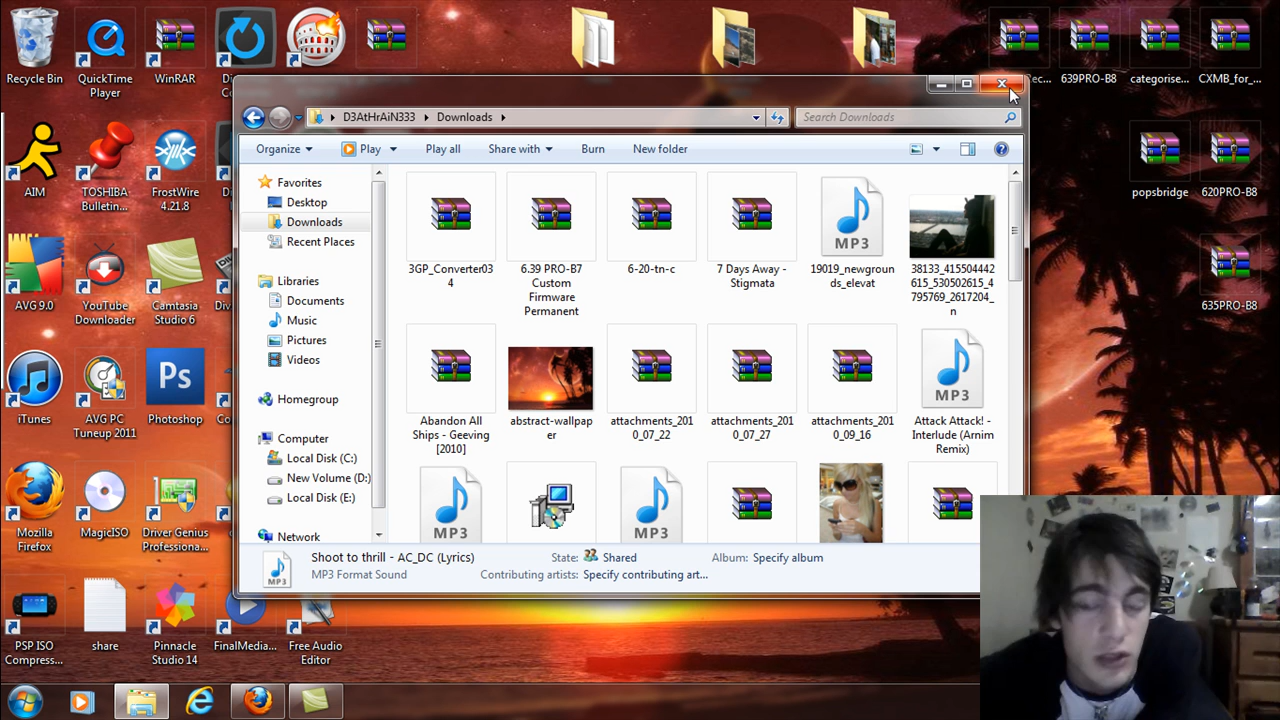 Recycle Bin
QuickTime
Player
WinRAR
639PRO-B8
categorise...
CXMB_for_...
D3AtHrAiN333
Downloads
Search Downloads
Organize
Play
Play all
Share with
Burn
New folder
AIM
TOSHIBA
Bulletin...
FrostWire
4.21.8
popsbridge
620PRO-B8
Favorites
Desktop
Downloads
Recent Places
Libraries
Documents
Music
Pictures
Videos
Homegroup
Computer
Local Disk (C:)
New Volume (D:)
Local Disk (E:)
Network
3GP_Converter03
4
6.39 PRO-B7
Custom
Firmware
Permanent
6-20-tn-c
7 Days Away -
Stigmata
MP3
19019_newgroun
ds_elevat
38133_415504442
615_530502615_4
795769_2617204_
n
AVG 9.0
YouTube
Downloader
Camtasia
Studio 6
635PRO-B8
Abandon All
Ships - Geeving
[2010]
abstract-wallpap
er
attachments_201
0_07_22
attachments_201
0_07_27
attachments_201
0_09_16
MP3
Attack Attack! -
Interlude (Arnim
Remix)
iTunes
AVG PC
Tuneup 2011
Ps
Photoshop
MP3
MP3
Mozilla
Firefox
MagicISO
Driver Genius
Professiona...
Shoot to thrill - AC_DC (Lyrics)
MP3 Format Sound
State:
Shared
Contributing artists:
Specify contributing art...
Album:
Specify album
MP3
PSP ISO
Compress...
share
Pinnacle
Studio 14
FinalMedia...
Free Audio
Editor